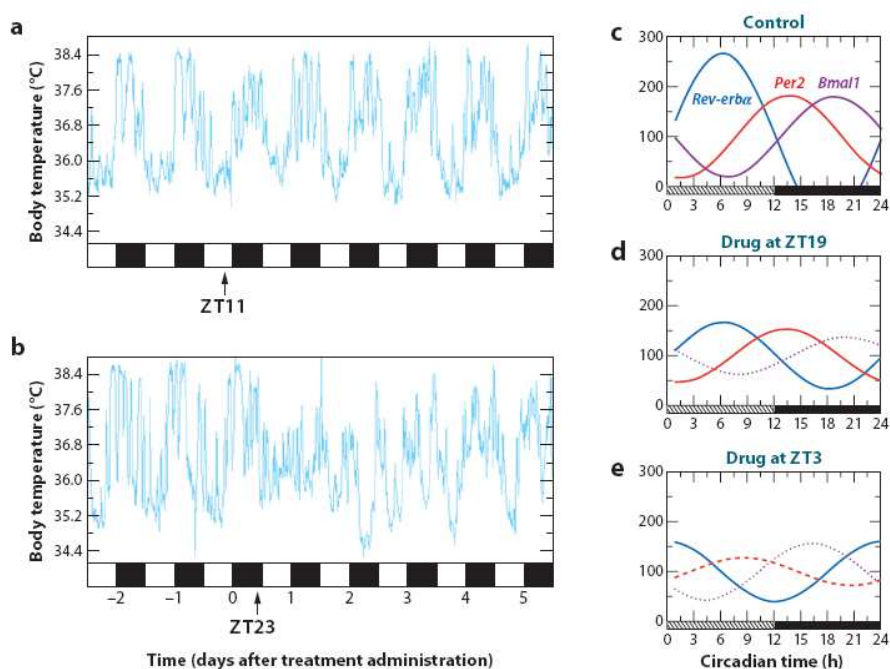 a
Body temperature (°C)
38.4
37.6
36.8
36.0
35.2
34.4
ZT11
b
Body temperature (°C)
38.4
37.6
36.8
36.0
35.2
34.4
–2 –1 0 1 2 3 4 5
ZT23
Time (days after treatment administration)
c
Control
300
200
100
0
Rev-erbα
Per2
Bmal1
0 3 6 9 12 15 18 21 24
d
Drug at ZT19
300
200
100
0
0 3 6 9 12 15 18 21 24
e
Drug at ZT3
300
200
100
0
0 3 6 9 12 15 18 21 24
Circadian time (h)